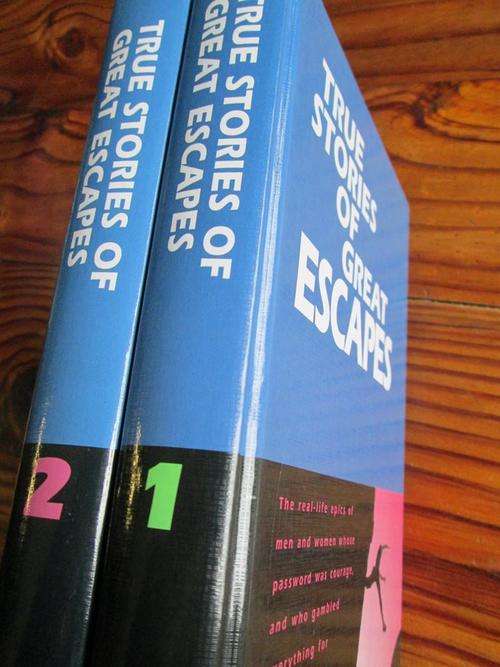 TRUE STORIES OF
GREAT ESCAPES
2
TRUE STORIES OF
GREAT ESCAPES
1
TRUE
STORIES
OF
GREAT
ESCAPES
The real-life epics of
men and women whose
password was courage,
and who gambled
for